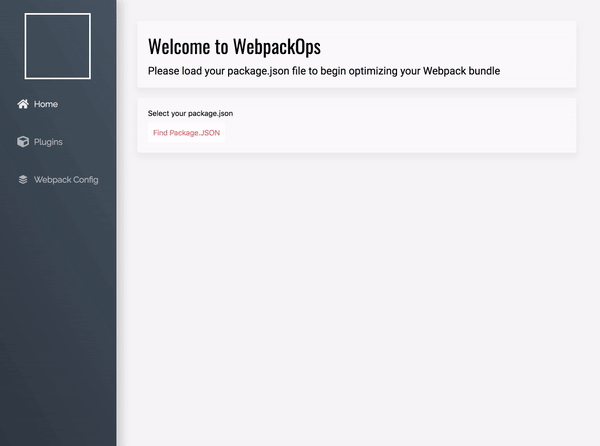 Home
Plugins
Webpack Config
Welcome to WebpackOps
Please load your package.json file to begin optimizing your Webpack bundle
Select your package.json
Find Package.JSON